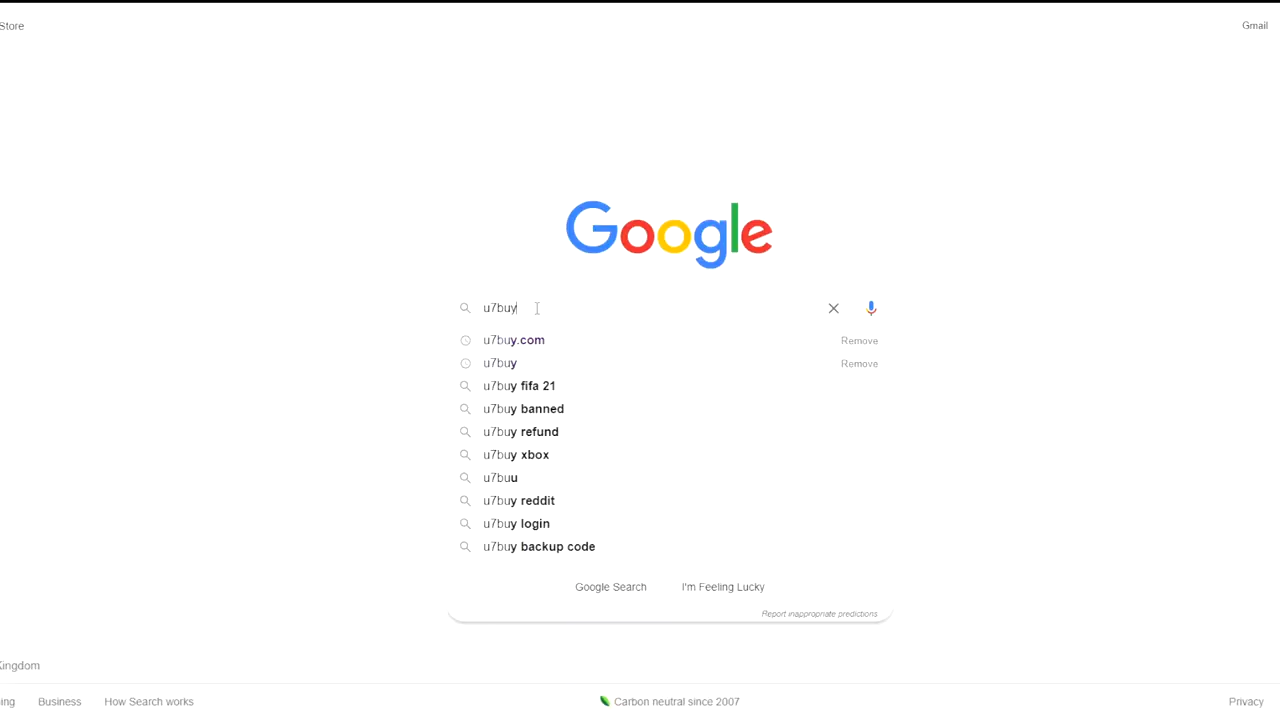 Store
Gmail
Google
u7buy
u7buy.com Remove
u7buy Remove
u7buy fifa 21
u7buy banned
u7buy refund
u7buy xbox
u7buu
u7buy reddit
u7buy login
u7buy backup code
Google Search I'm Feeling Lucky
Report inappropriate predictions
Kingdom
ing Business How Search works Carbon neutral since 2007 Privacy